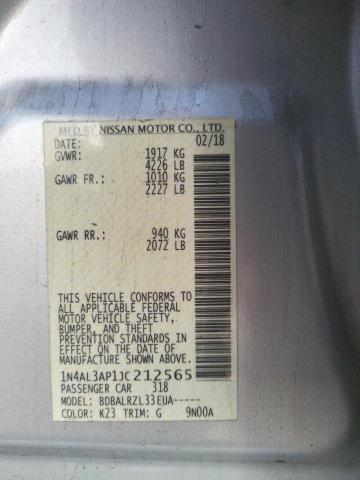 MFD BY NISSAN MOTOR CO., LTD.
DATE: 02/18
GVWR: 1917 KG
4226 LB
GAWR FR.: 1010 KG
2227 LB
GAWR RR.: 940 KG
2072 LB
THIS VEHICLE CONFORMS TO
ALL APPLICABLE FEDERAL
MOTOR VEHICLE SAFETY,
BUMPER, AND THEFT
PREVENTION STANDARDS
IN EFFECT ON THE DATE OF
MANUFACTURE SHOWN ABOVE.
1N4AL3AP1JC212565
PASSENGER CAR 318
MODEL: BDBALRZL33EUA-----
COLOR: K23 TRIM: G 9N00A